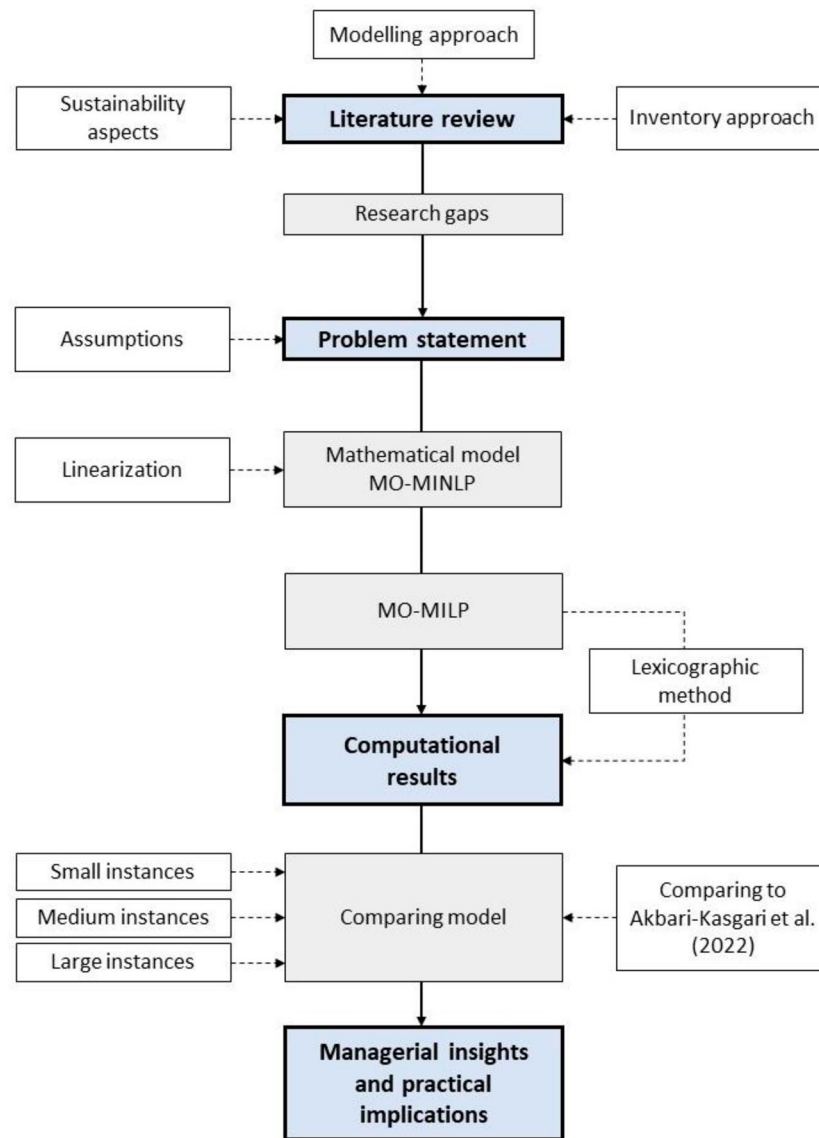 Modelling approach
Sustainability
aspects
Literature review
Inventory approach
Research gaps
Assumptions
Problem statement
Linearization
Mathematical model
MO-MINLP
MO-MILP
Lexicographic
method
Computational
results
Small instances
Medium instances
Large instances
Comparing model
Comparing to
Akbari-Kasgari et al.
(2022)
Managerial insights
and practical
implications